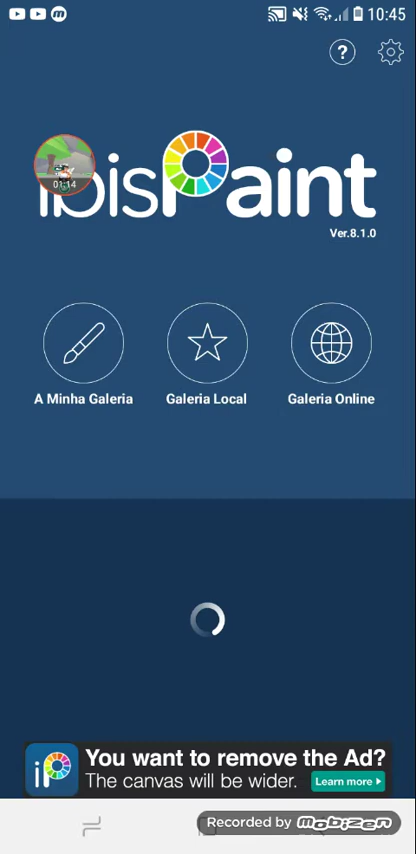 10:45
?
ibisPaint
01:14
Ver.8.1.0
A Minha Galeria
Galeria Local
Galeria Online
iP
You want to remove the Ad?
The canvas will be wider.
Learn more
Recorded by mobizen